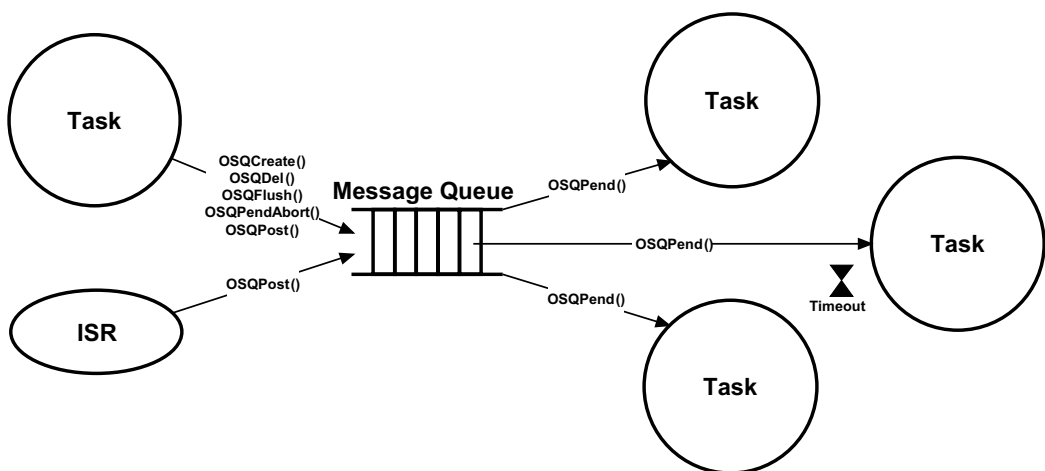 Task
OSQCreate()
OSQDel()
OSQFlush()
OSQPendAbort()
OSQPost()
OSQPost()
ISR
Message Queue
OSQPend()
Task
OSQPend()
Timeout
Task
OSQPend()
Task